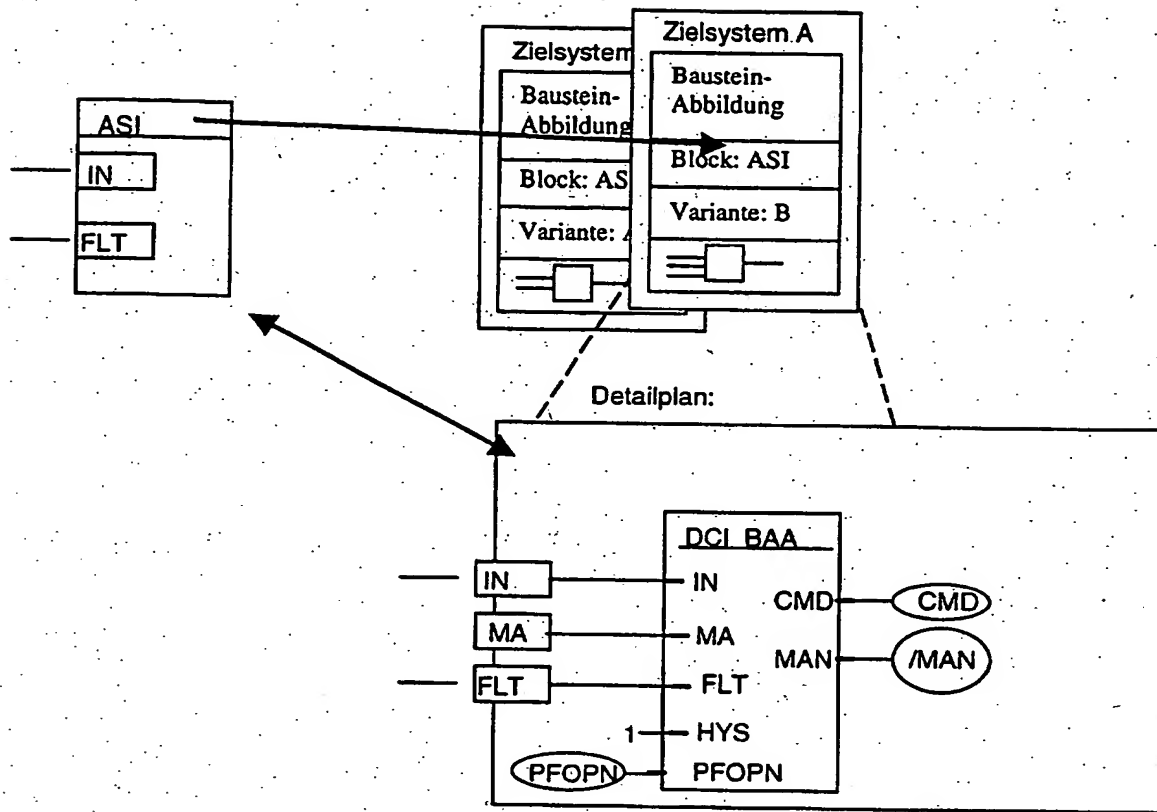 ASI
IN
FLT
Zielsystem
Baustein-
Abbildung
Block: AS
Variante:
Zielsystem A
Baustein-
Abbildung
Block: ASI
Variante: B
Detailplan:
IN
MA
FLT
1
PFOPN
DCI BAA
IN
MA
FLT
HYS
PFOPN
CMD
MAN
CMD
/MAN